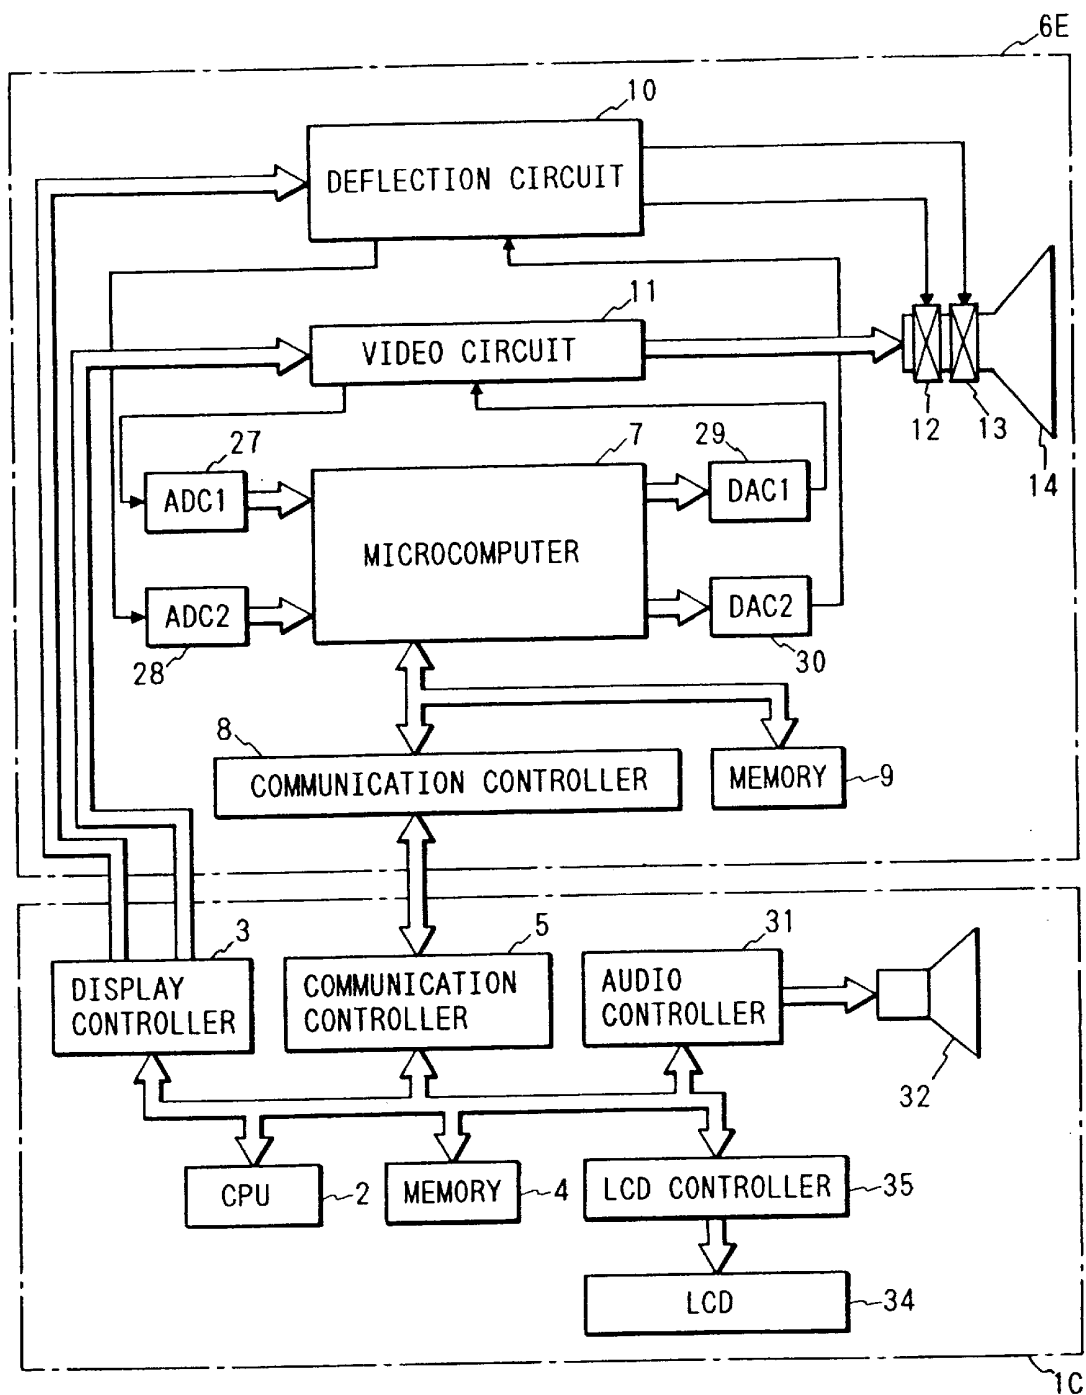 6E
10
DEFLECTION CIRCUIT
11
VIDEO CIRCUIT
12
13
14
27
ADC1
7
29
DAC1
MICROCOMPUTER
ADC2
28
DAC2
30
8
COMMUNICATION CONTROLLER
MEMORY
9
3
DISPLAY
CONTROLLER
5
COMMUNICATION
CONTROLLER
31
AUDIO
CONTROLLER
32
CPU
2
MEMORY
4
LCD CONTROLLER
35
LCD
34
1C